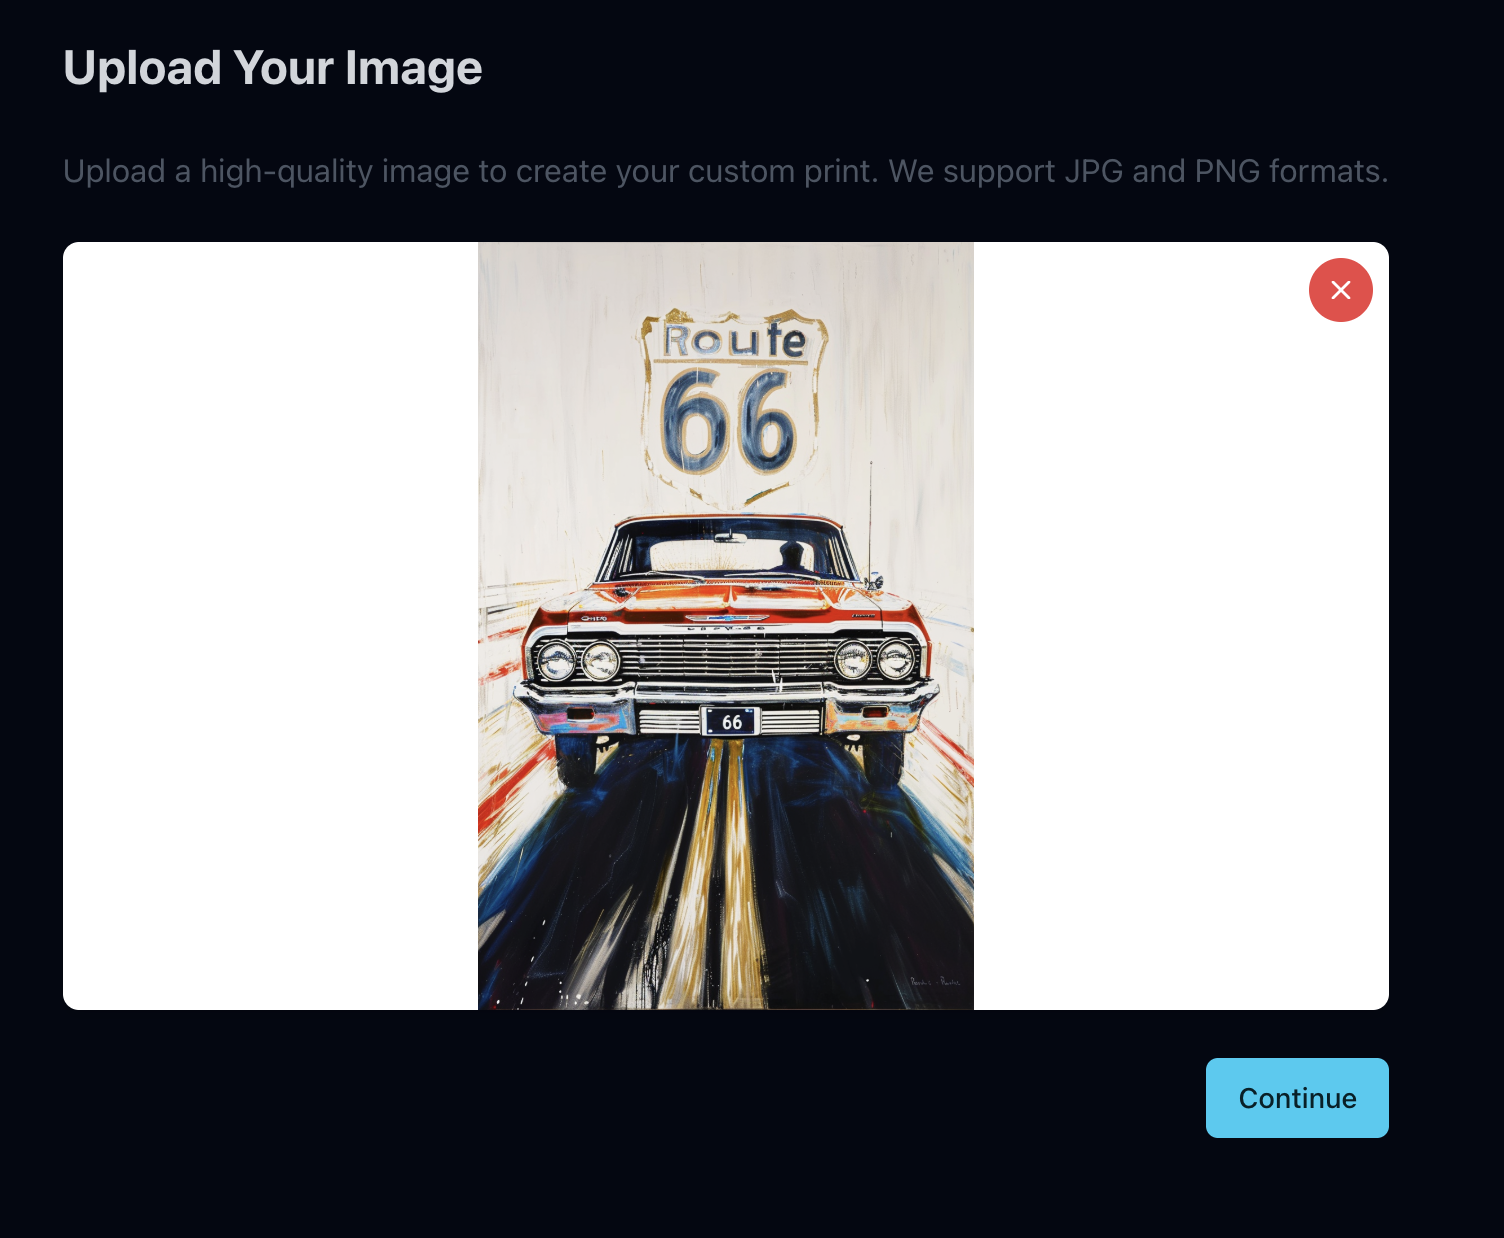 Upload Your Image
Upload a high-quality image to create your custom print. We support JPG and PNG formats.
Route
66
66
Continue